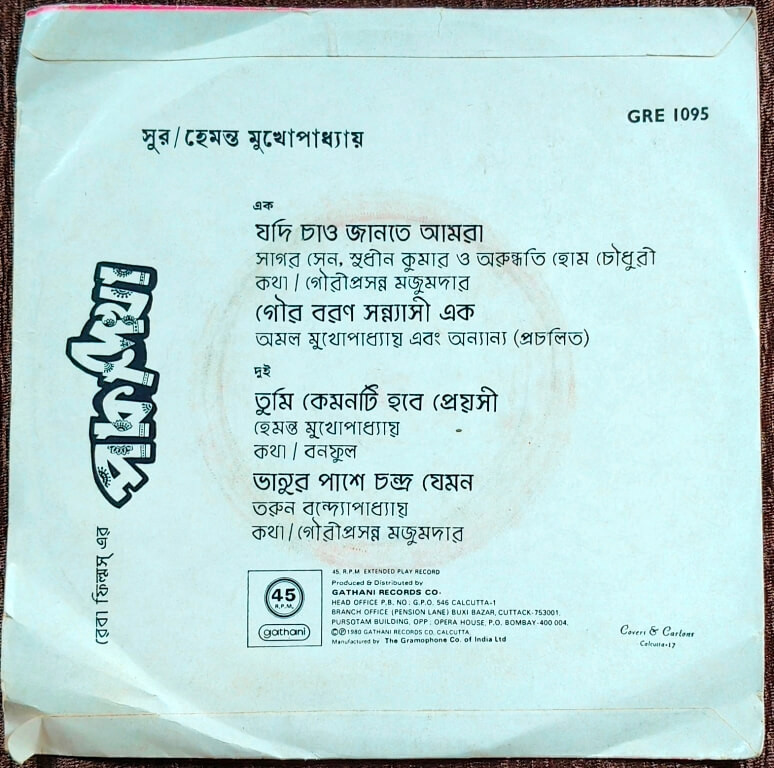 GRE 1095
সুর/হেমন্ত মুখোপাধ্যায়
এক
যদি চাও জানতে আমরা
সাগর সেন, সুধীন কুমার ও অরুন্ধতি হোম চৌধুরী
কথা / গৌরীপ্রসন্ন মজুমদার
গৌর বরণ সন্ন্যাসী এক
অমল মুখোপাধ্যায় এবং অন্যান্য (প্রচলিত)
দুই
তুমি কেমনটি হবে প্রেয়সী
হেমন্ত মুখোপাধ্যায়
কথা / বনফুল
ভানুর পাশে চন্দ্র যেমন
তরুন বন্দ্যোপাধ্যায়
কথা/গৌরীপ্রসন্ন মজুমদার
রেবা ফিল্মস্ এর
45, R.P.M EXTENDED PLAY RECORD
Produced & Distributed by
GATHANI RECORDS CO.
HEAD OFFICE P.B. NO. G.P.O. 546 CALCUTTA-1
BRANCH OFFICE (PENSION LANE) BUXI BAZAR, CUTTACK-753001,
PURSOTAM BUILDING, OPP. OPERA HOUSE, P.O. BOMBAY-400 004.
©℗1980 GATHANI RECORDS CO. CALCUTTA
Manufactured by The Gramophone Co. of India Ltd
45
R.P.M,
gathani
Covers & Cartons
Calcutta-17